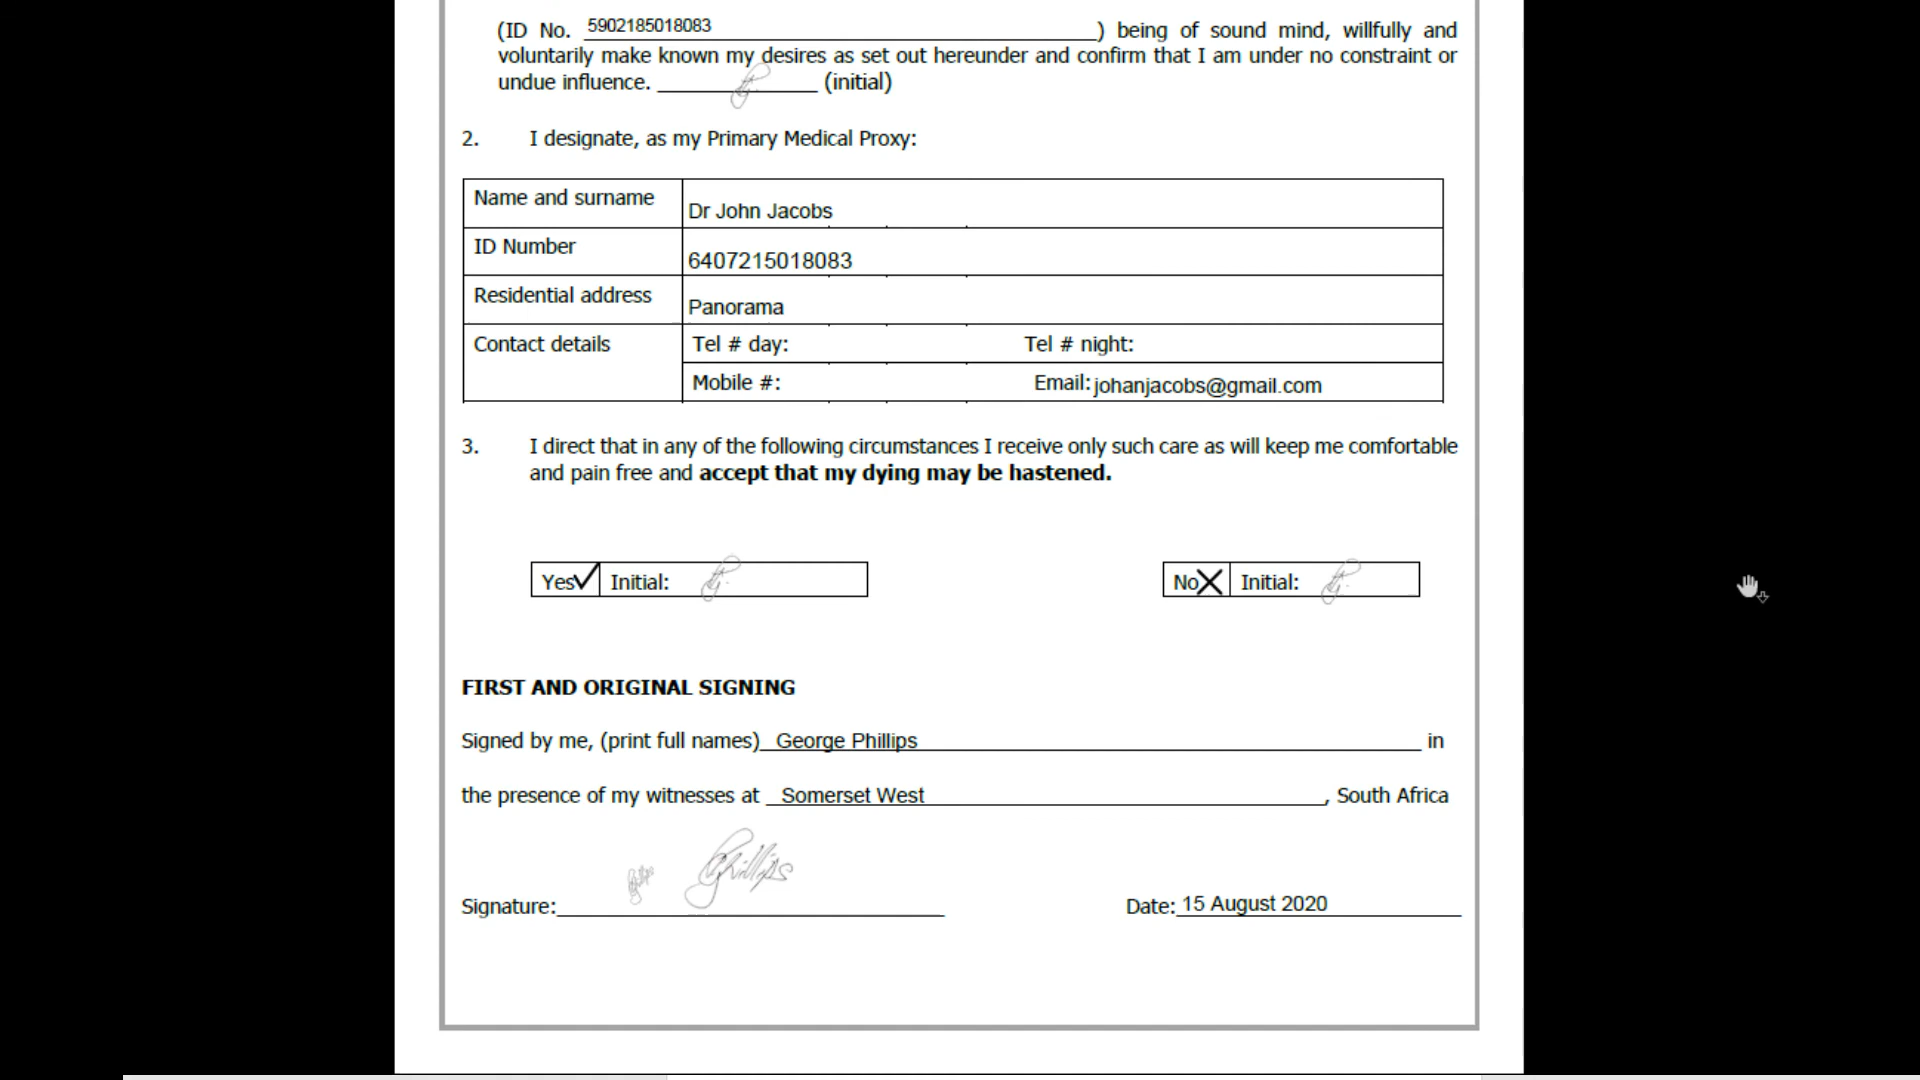 (ID No. 5902185018083 ) being of sound mind, willfully and
voluntarily make known my desires as set out hereunder and confirm that I am under no constraint or
undue influence. (initial)
2. I designate, as my Primary Medical Proxy:
Name and surname Dr John Jacobs
ID Number 6407215018083
Residential address Panorama
Contact details Tel # day: Tel # night:
Mobile #: Email: johanjacobs@gmail.com
3. I direct that in any of the following circumstances I receive only such care as will keep me comfortable
and pain free and accept that my dying may be hastened.
Yes Initial: No Initial:
FIRST AND ORIGINAL SIGNING
Signed by me, (print full names) George Phillips in
the presence of my witnesses at Somerset West , South Africa
Phillips
Signature: Date: 15 August 2020